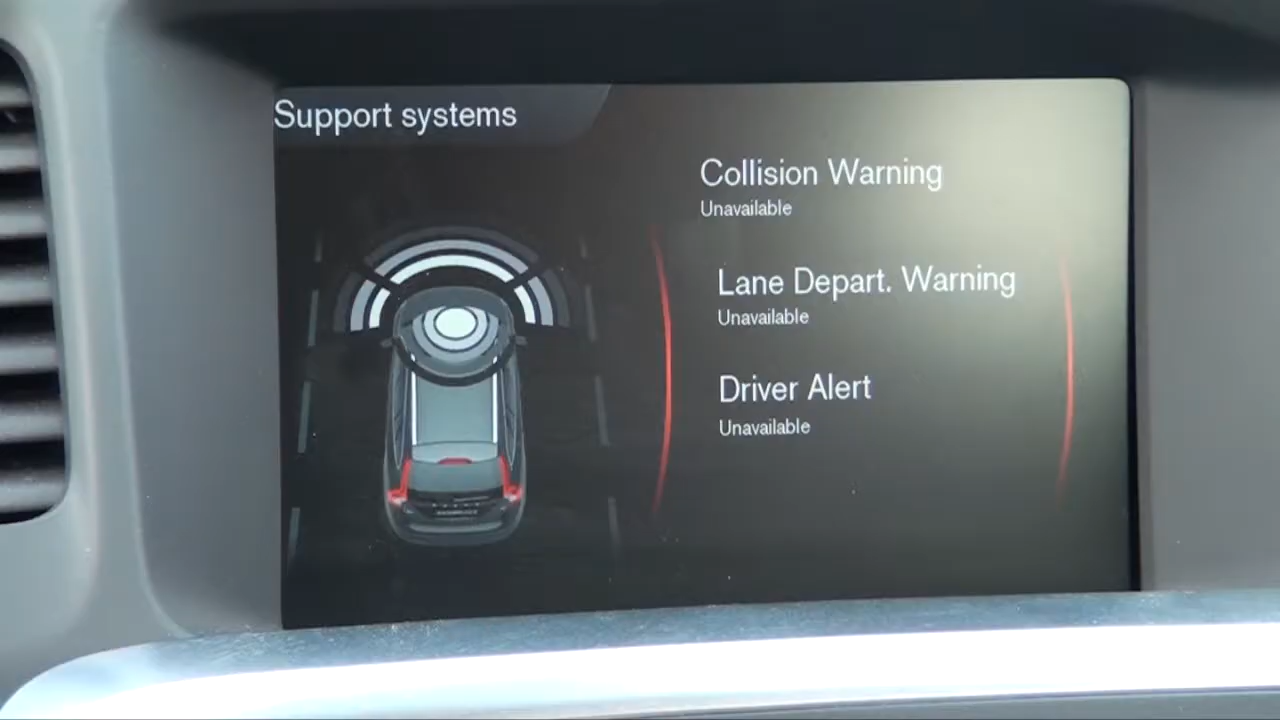 Support systems
Collision Warning
Unavailable
Lane Depart. Warning
Unavailable
Driver Alert
Unavailable